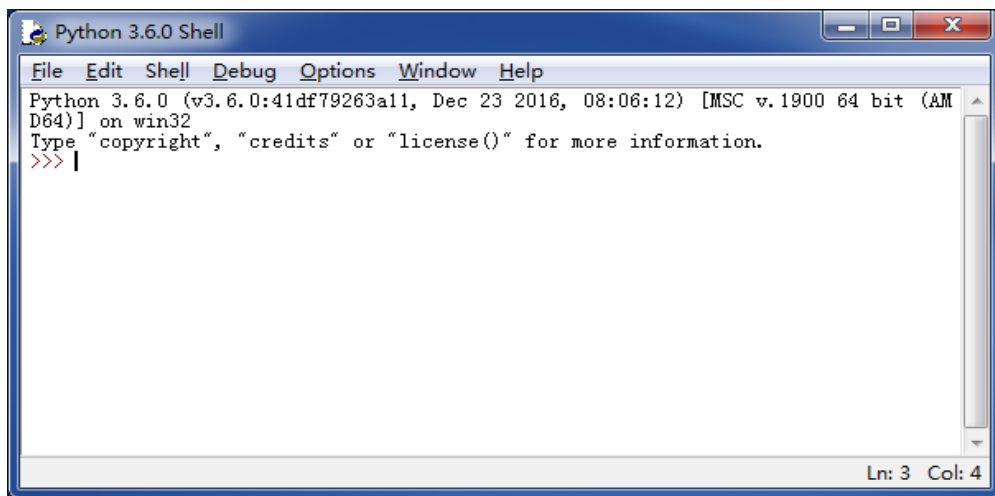 Python 3.6.0 Shell
File Edit Shell Debug Options Window Help
Python 3.6.0 (v3.6.0:41df79263a11, Dec 23 2016, 08:06:12) [MSC v.1900 64 bit (AM
D64)] on win32
Type "copyright", "credits" or "license()" for more information.
>>>
Ln: 3 Col: 4